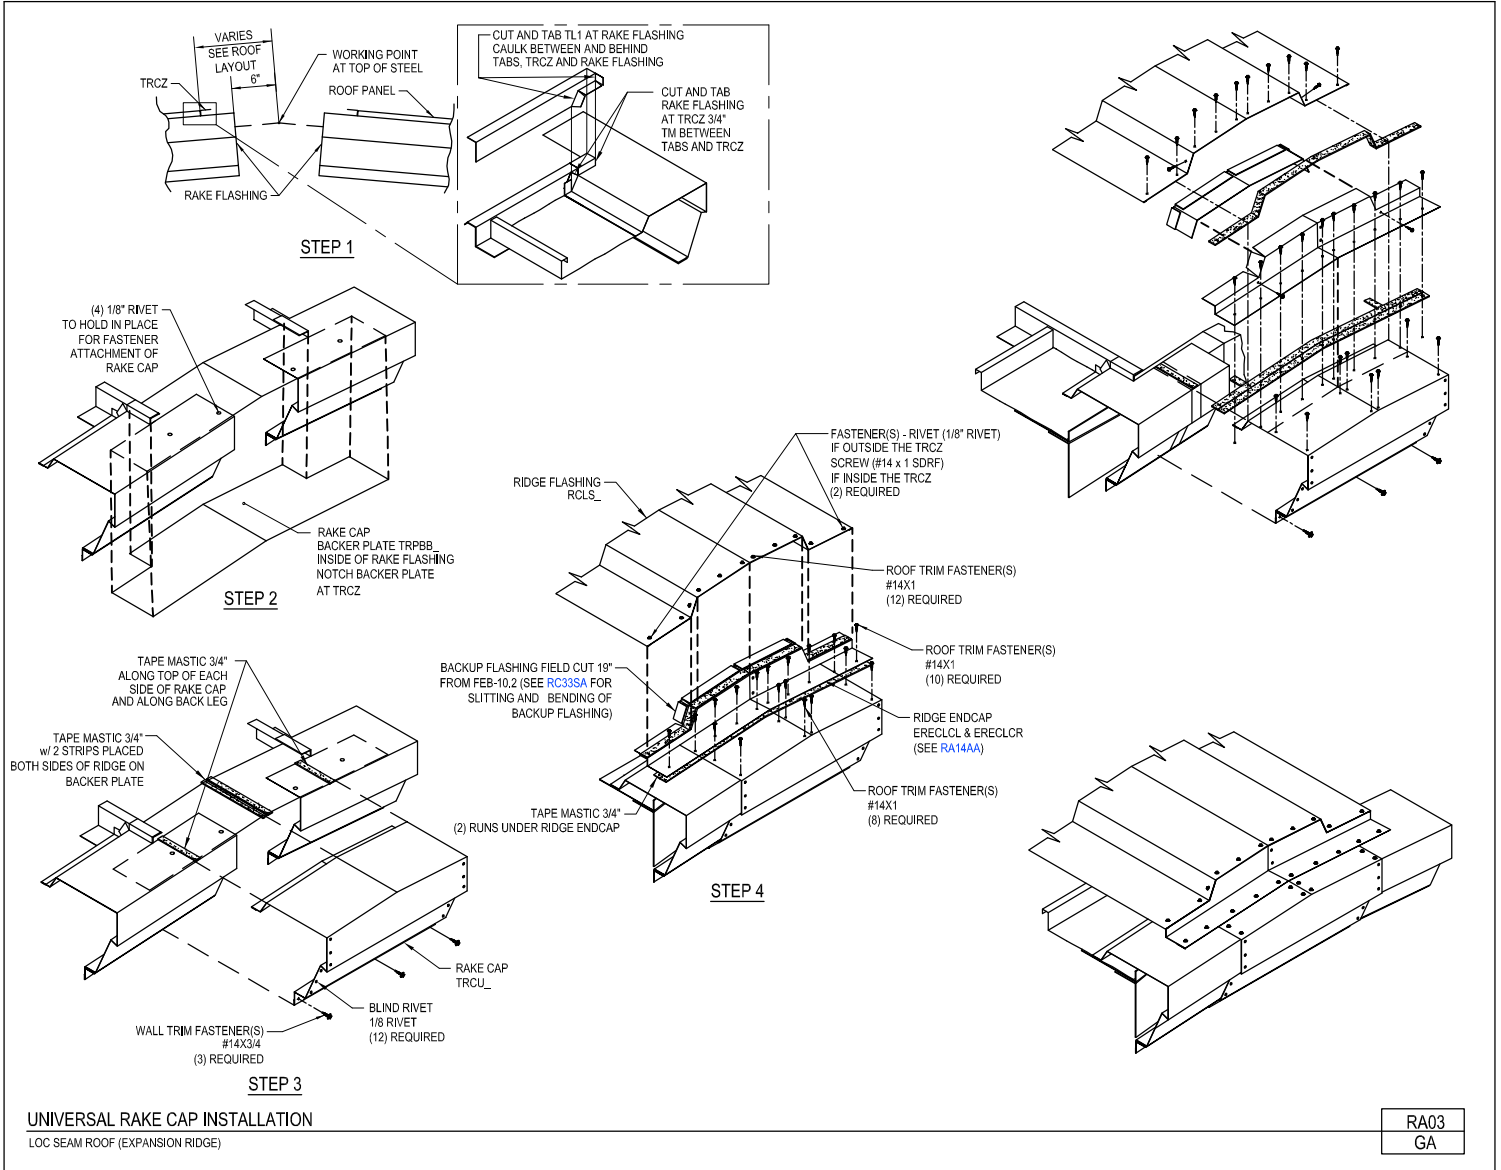 VARIES
SEE ROOF
LAYOUT
6"
TRCZ
WORKING POINT
AT TOP OF STEEL
ROOF PANEL
RAKE FLASHING
STEP 1
CUT AND TAB TL1 AT RAKE FLASHING
CAULK BETWEEN AND BEHIND
TABS, TRCZ AND RAKE FLASHING
CUT AND TAB
RAKE FLASHING
AT TRCZ 3/4"
TM BETWEEN
TABS AND TRCZ
(4) 1/8" RIVET
TO HOLD IN PLACE
FOR FASTENER
ATTACHMENT OF
RAKE CAP
RAKE CAP
BACKER PLATE TRPBB_
INSIDE OF RAKE FLASHING
NOTCH BACKER PLATE
AT TRCZ
STEP 2
TAPE MASTIC 3/4"
ALONG TOP OF EACH
SIDE OF RAKE CAP
AND ALONG BACK LEG
TAPE MASTIC 3/4"
w/ 2 STRIPS PLACED
BOTH SIDES OF RIDGE ON
BACKER PLATE
RAKE CAP
TRCU_
BLIND RIVET
1/8 RIVET
(12) REQUIRED
WALL TRIM FASTENER(S)
#14X3/4
(3) REQUIRED
STEP 3
FASTENER(S) - RIVET (1/8" RIVET)
IF OUTSIDE THE TRCZ
SCREW (#14 x 1 SDRF)
IF INSIDE THE TRCZ
(2) REQUIRED
RIDGE FLASHING
RCLS_
ROOF TRIM FASTENER(S)
#14X1
(12) REQUIRED
ROOF TRIM FASTENER(S)
#14X1
(10) REQUIRED
BACKUP FLASHING FIELD CUT 19"
FROM FEB-10.2 (SEE RC33SA FOR
SLITTING AND BENDING OF
BACKUP FLASHING)
RIDGE ENDCAP
ERECLCL & ERECLCR
(SEE RA14AA)
ROOF TRIM FASTENER(S)
#14X1
(8) REQUIRED
TAPE MASTIC 3/4"
(2) RUNS UNDER RIDGE ENDCAP
STEP 4
UNIVERSAL RAKE CAP INSTALLATION
LOC SEAM ROOF (EXPANSION RIDGE)
RA03
GA